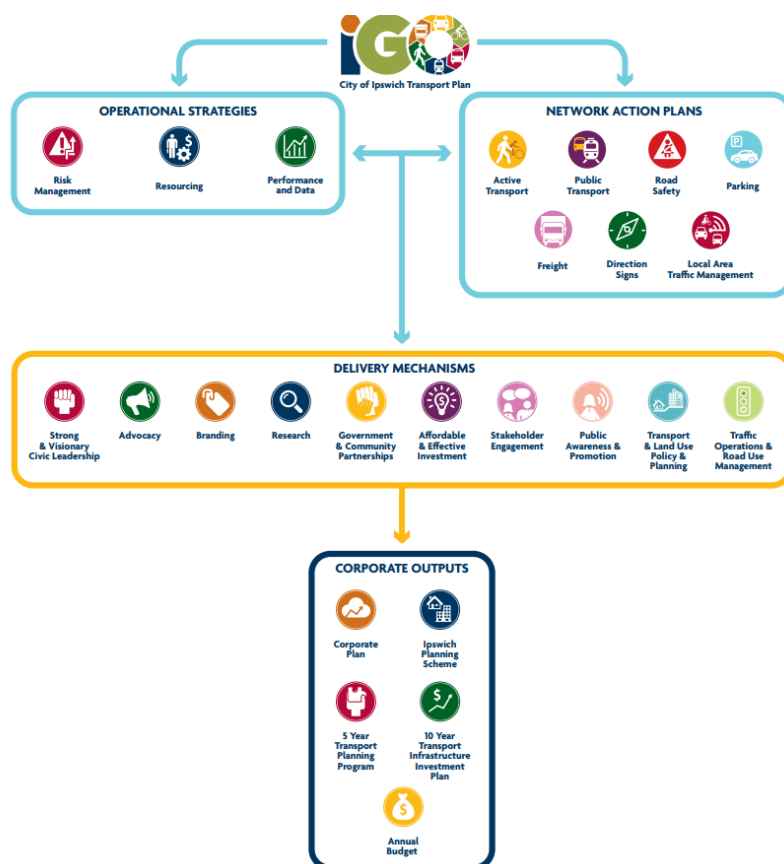 iGO
City of Ipswich Transport Plan
OPERATIONAL STRATEGIES
Risk
Management
Resourcing
Performance
and Data
NETWORK ACTION PLANS
Active
Transport
Public
Transport
Road
Safety
P
Parking
Freight
Direction
Signs
Local Area
Traffic Management
DELIVERY MECHANISMS
Strong
& Visionary
Civic Leadership
Advocacy
Branding
Research
Government
& Community
Partnerships
Affordable
& Effective
Investment
Stakeholder
Engagement
Public
Awareness &
Promotion
Transport
& Land Use
Policy &
Planning
Traffic
Operations &
Road Use
Management
CORPORATE OUTPUTS
Corporate
Plan
Ipswich
Planning
Scheme
5 Year
Transport
Planning
Program
10 Year
Transport
Infrastructure
Investment
Plan
Annual
Budget